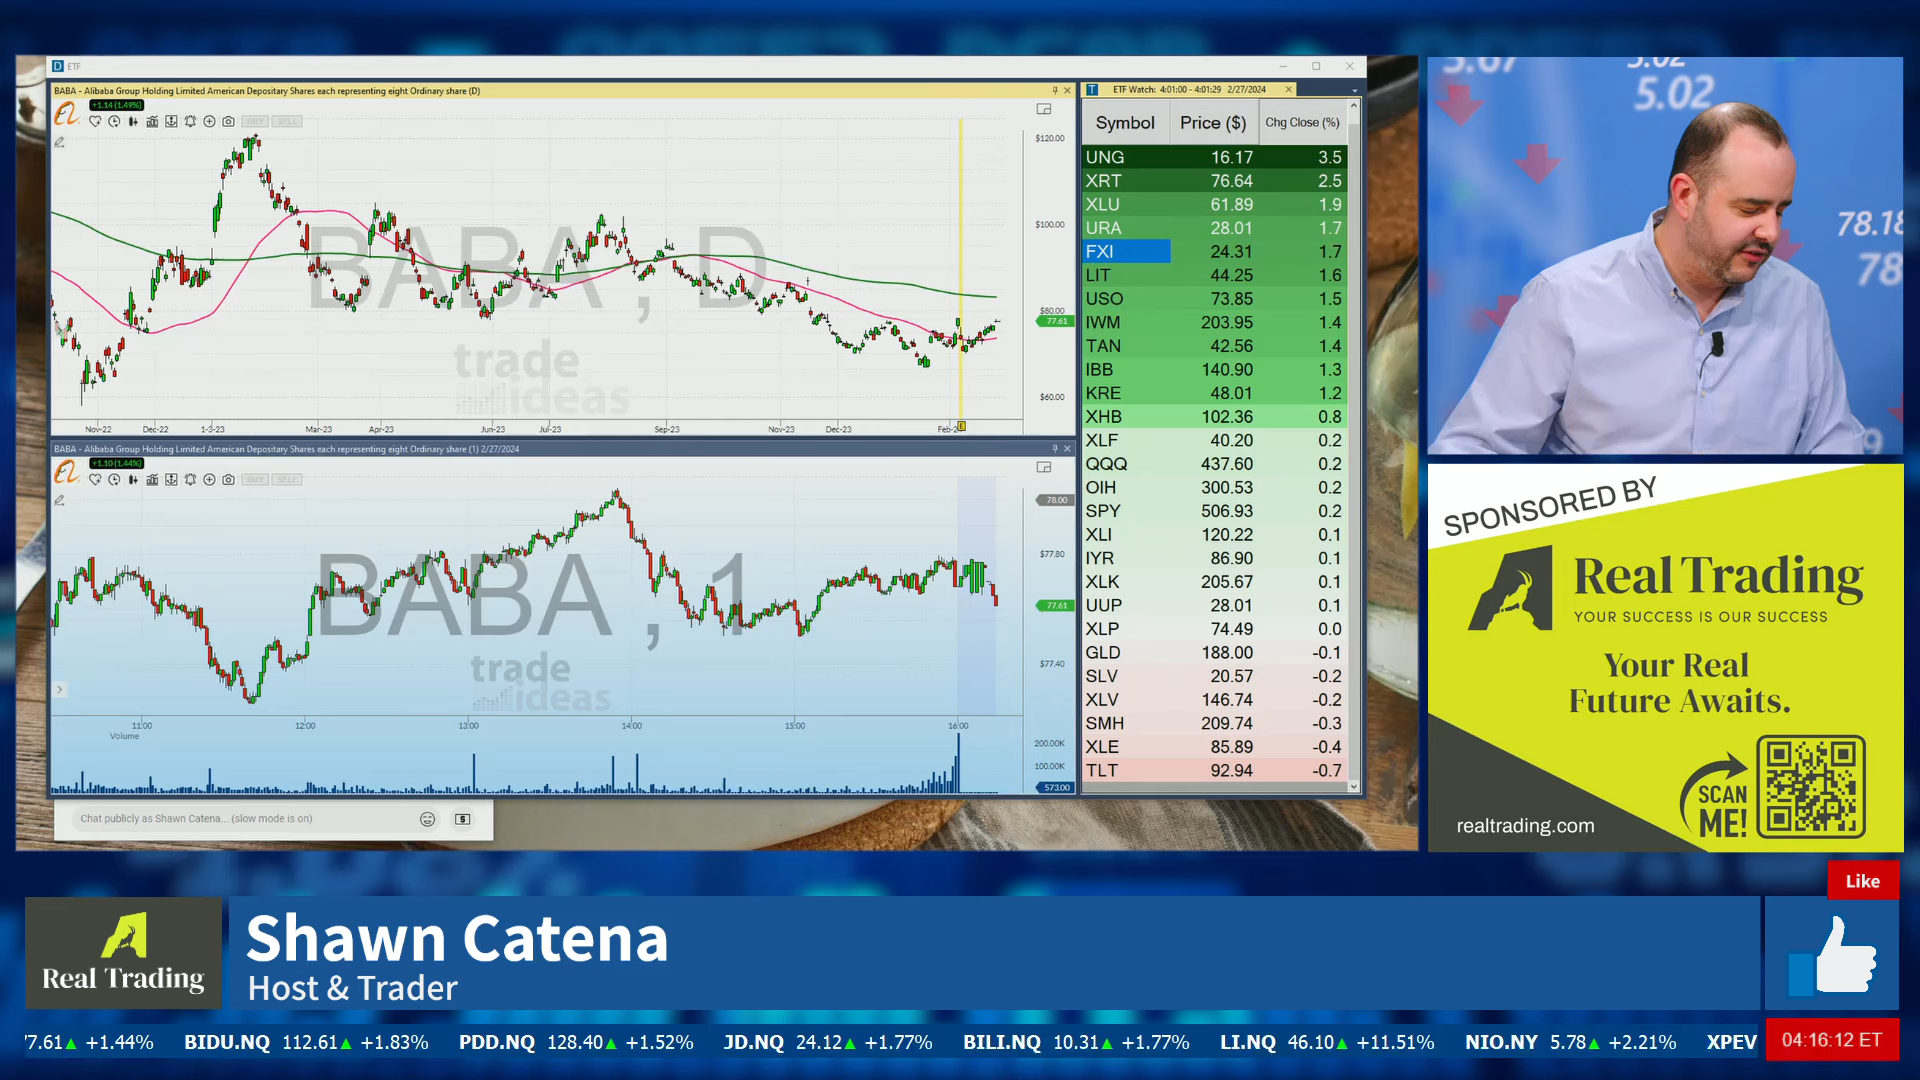 ETF
BABA - Alibaba Group Holding Limited American Depositary Shares each representing eight Ordinary share (D)
+1.14 (1.49%)
BUY SELL
BABA , D
trade
ideas
$120.00
$100.00
$80.00
77.61
$60.00
Nov-22 Dec-22 1-3-23 Mar-23 Apr-23 Jun-23 Jul-23 Sep-23 Nov-23 Dec-23 Feb-2
E
BABA - Alibaba Group Holding Limited American Depositary Shares each representing eight Ordinary share (1) 2/27/2024
+1.10 (1.44%)
BUY SELL
BABA , 1
trade
ideas
78.00
$77.80
77.61
$77.40
11:00 12:00 13:00 14:00 15:00 16:00
Volume
200.00K
100.00K
573.00
Chat publicly as Shawn Catena... (slow mode is on)
ETF Watch: 4:01:00 - 4:01:29 2/27/2024
Symbol Price ($) Chg Close (%)
UNG 16.17 3.5
XRT 76.64 2.5
XLU 61.89 1.9
URA 28.01 1.7
FXI 24.31 1.7
LIT 44.25 1.6
USO 73.85 1.5
IWM 203.95 1.4
TAN 42.56 1.4
IBB 140.90 1.3
KRE 48.01 1.2
XHB 102.36 0.8
XLF 40.20 0.2
QQQ 437.60 0.2
OIH 300.53 0.2
SPY 506.93 0.2
XLI 120.22 0.1
IYR 86.90 0.1
XLK 205.67 0.1
UUP 28.01 0.1
XLP 74.49 0.0
GLD 188.00 -0.1
SLV 20.57 -0.2
XLV 146.74 -0.2
SMH 209.74 -0.3
XLE 85.89 -0.4
TLT 92.94 -0.7
5.02
5.02
78.18
78
SPONSORED BY
Real Trading
YOUR SUCCESS IS OUR SUCCESS
Your Real
Future Awaits.
SCAN
ME!
realtrading.com
Like
Real Trading
Shawn Catena
Host & Trader
7.61▲ +1.44% BIDU.NQ 112.61▲ +1.83% PDD.NQ 128.40▲ +1.52% JD.NQ 24.12▲ +1.77% BILI.NQ 10.31▲ +1.77% LI.NQ 46.10▲ +11.51% NIO.NY 5.78▲ +2.21% XPEV
04:16:12 ET